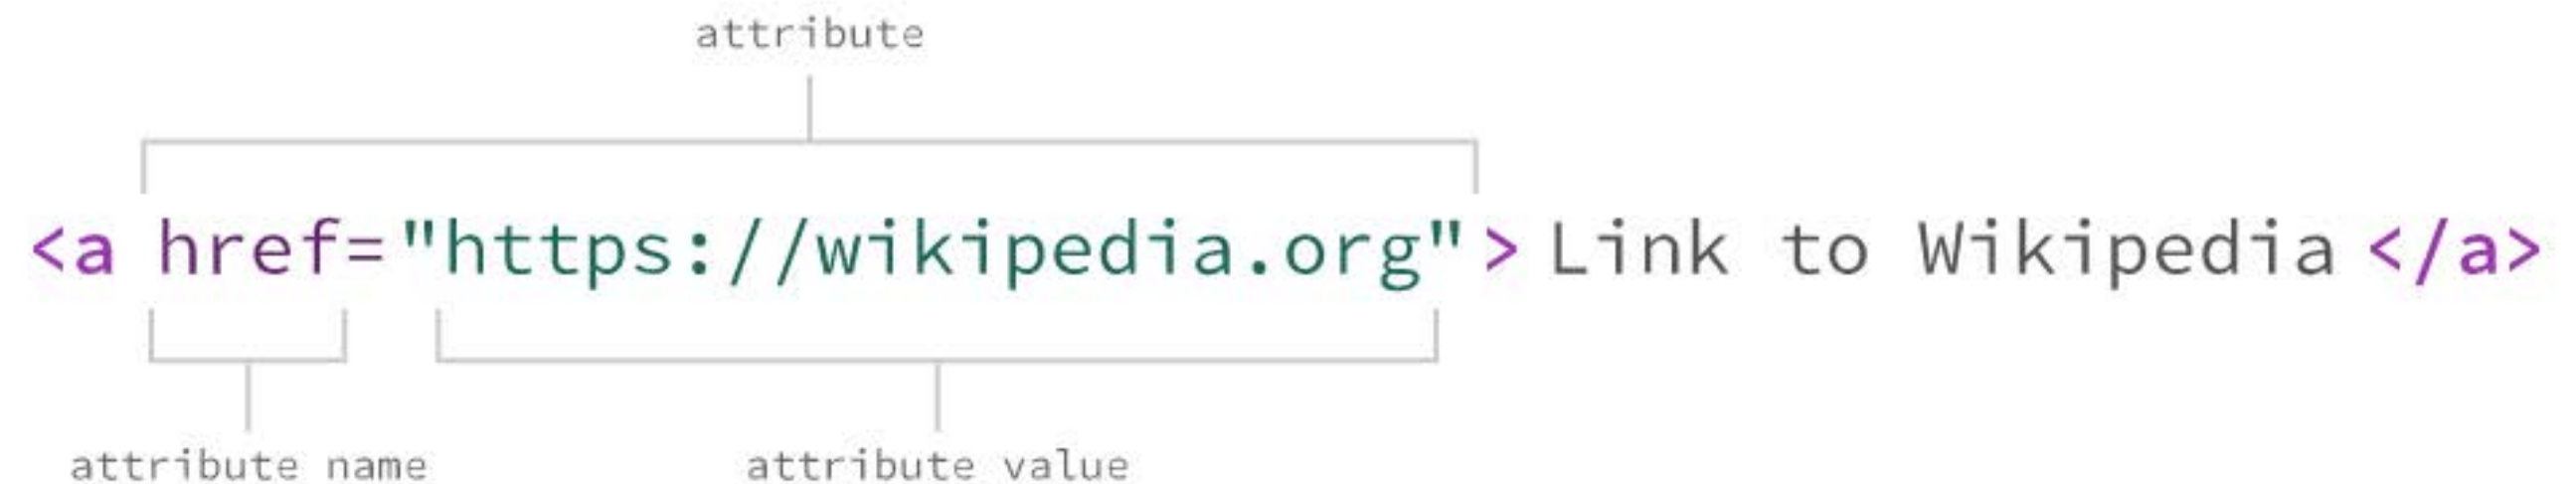 attribute
<a href="https://wikipedia.org"> Link to Wikipedia </a>
attribute name attribute value